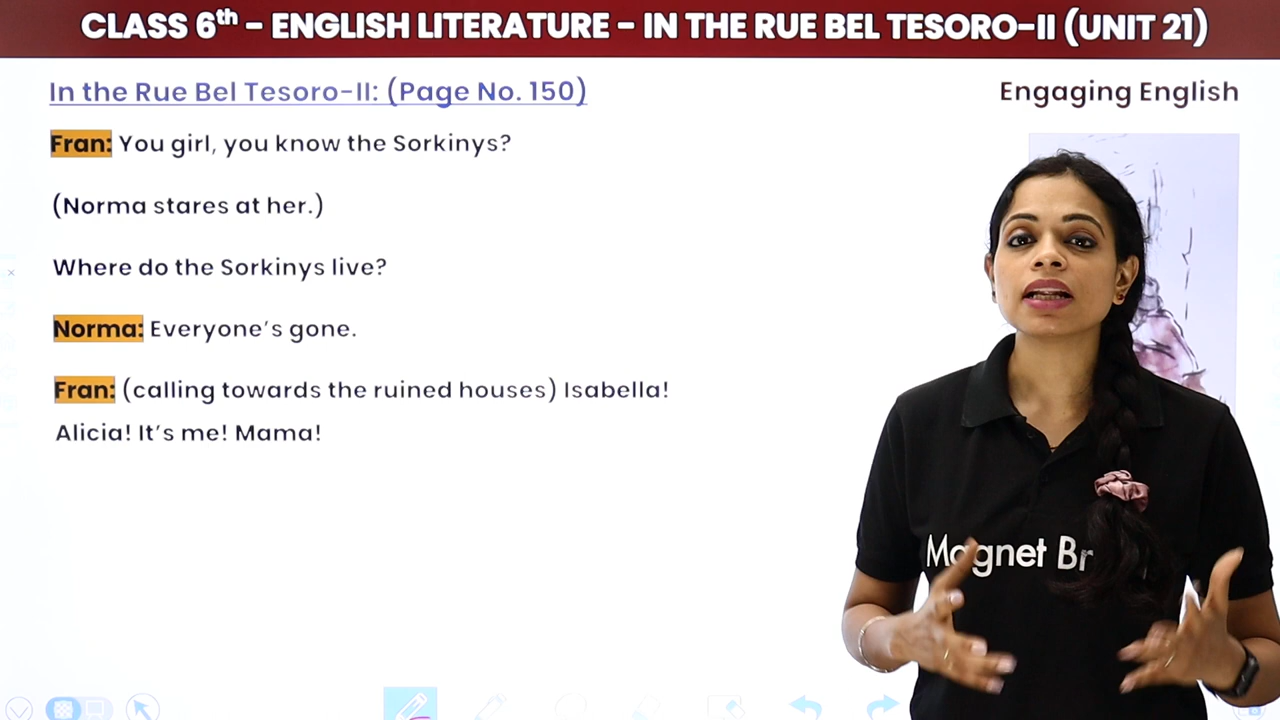 CLASS 6th – ENGLISH LITERATURE – IN THE RUE BEL TESORO-II (UNIT 21)
In the Rue Bel Tesoro-II: (Page No. 150)
Engaging English
Fran: You girl, you know the Sorkinys?
(Norma stares at her.)
Where do the Sorkinys live?
Norma: Everyone's gone.
Fran: (calling towards the ruined houses) Isabella!
Alicia! It's me! Mama!
Magnet Br